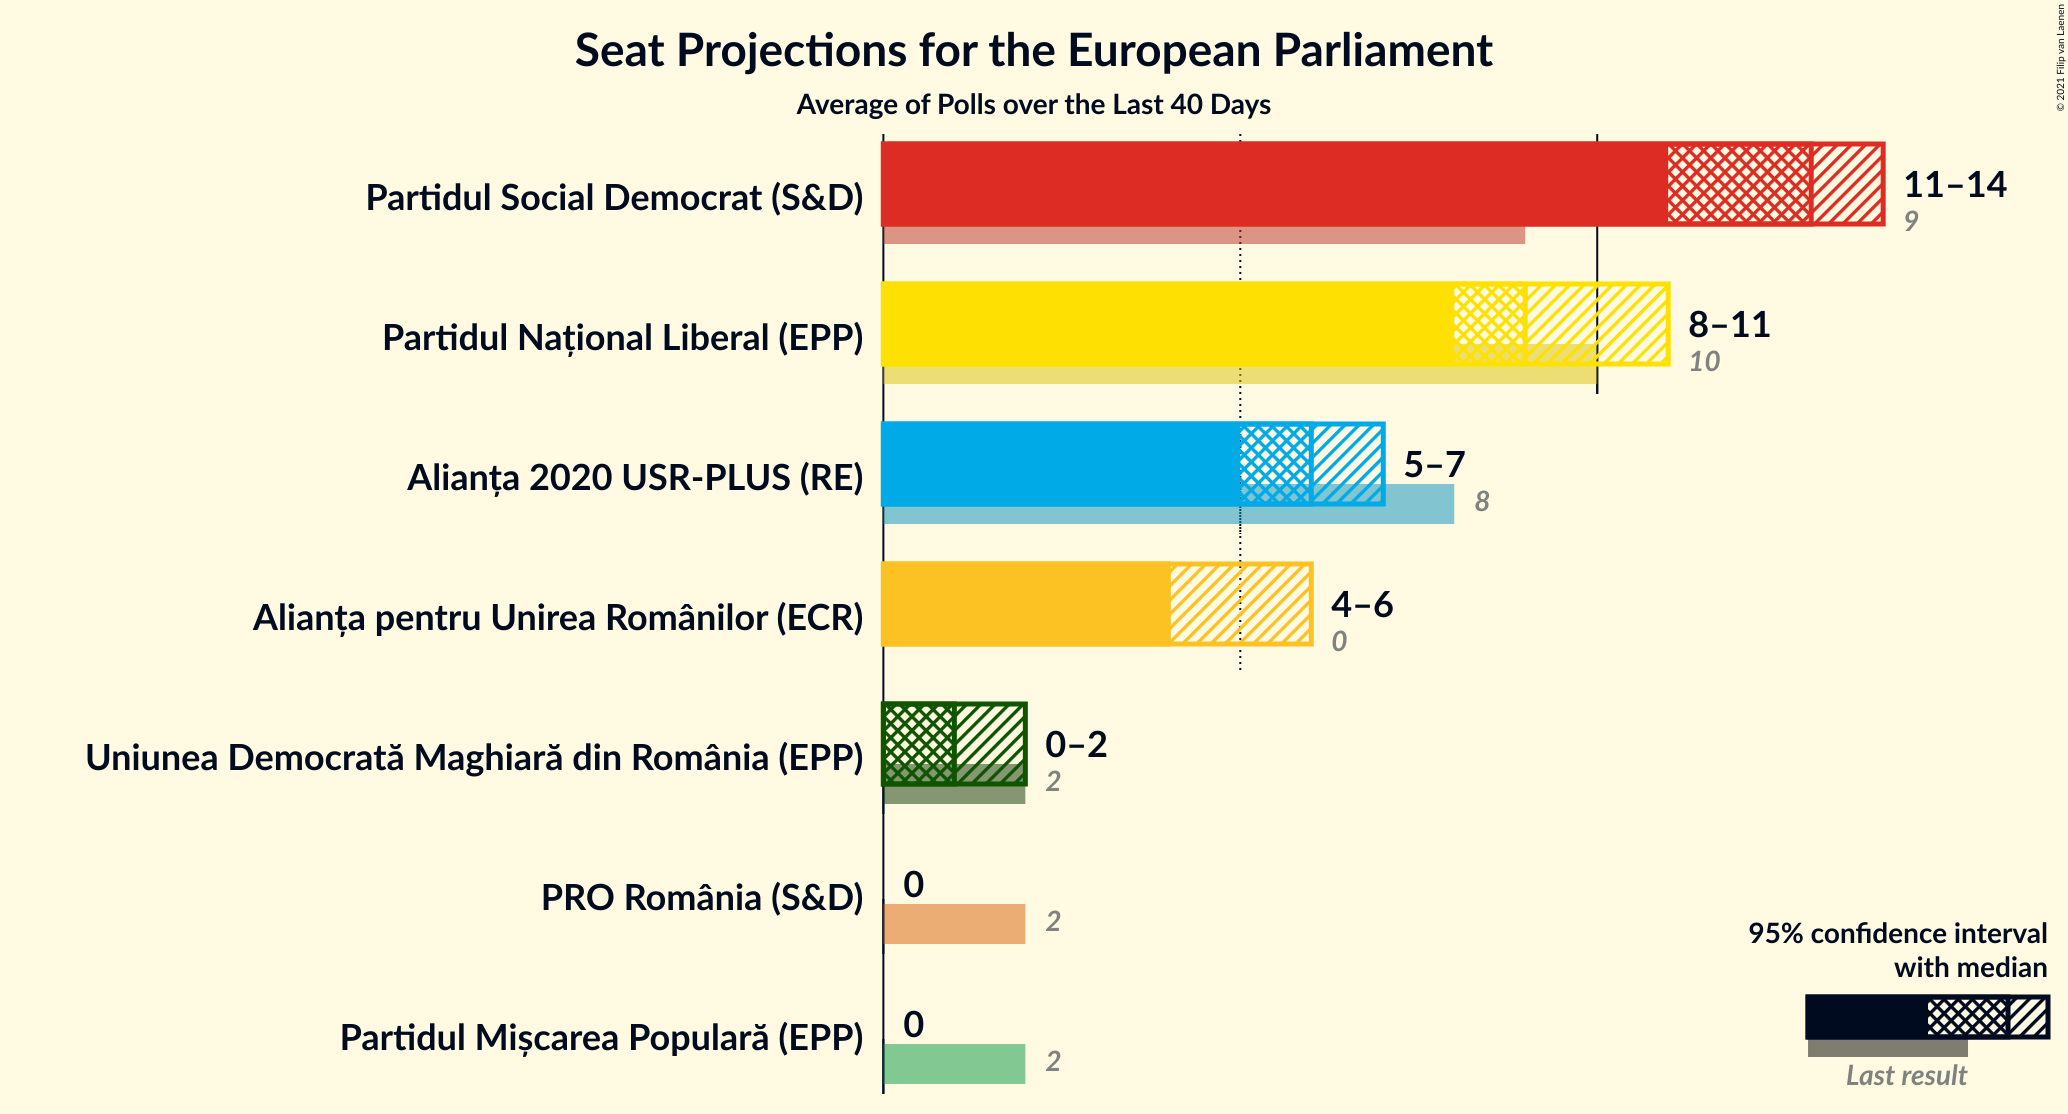 Seat Projections for the European Parliament
Average of Polls over the Last 40 Days
© 2021 Filip van Laenen
Partidul Social Democrat (S&D)
11–14
9
Partidul Național Liberal (EPP)
8–11
10
Alianța 2020 USR-PLUS (RE)
5–7
8
Alianța pentru Unirea Românilor (ECR)
4–6
0
Uniunea Democrată Maghiară din România (EPP)
0–2
2
PRO România (S&D)
0
2
Partidul Mișcarea Populară (EPP)
0
2
95% confidence interval
with median
Last result